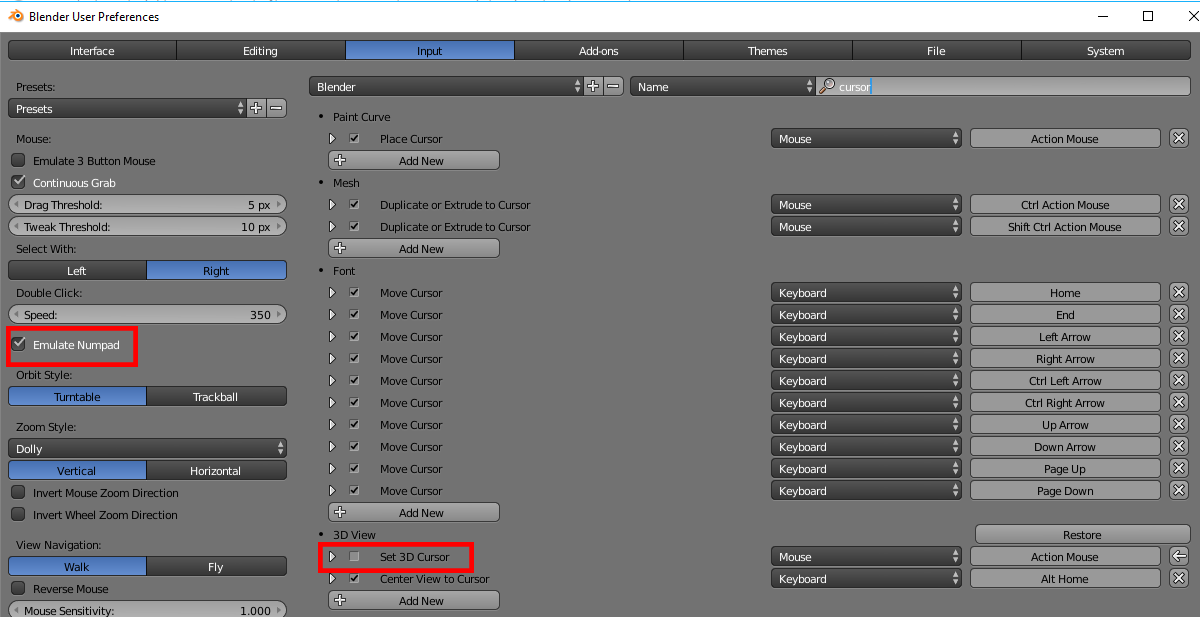 Blender User Preferences
Interface Editing Input Add-ons Themes File System
Presets:
Presets
Mouse:
Emulate 3 Button Mouse
Continuous Grab
Drag Threshold: 5 px
Tweak Threshold: 10 px
Select With:
Left Right
Double Click:
Speed: 350
Emulate Numpad
Orbit Style:
Turntable Trackball
Zoom Style:
Dolly
Vertical Horizontal
Invert Mouse Zoom Direction
Invert Wheel Zoom Direction
View Navigation:
Walk Fly
Reverse Mouse
Mouse Sensitivity: 1.000
Blender Name cursor
Paint Curve
Place Cursor Mouse Action Mouse
Add New
Mesh
Duplicate or Extrude to Cursor Mouse Ctrl Action Mouse
Duplicate or Extrude to Cursor Mouse Shift Ctrl Action Mouse
Add New
Font
Move Cursor Keyboard Home
Move Cursor Keyboard End
Move Cursor Keyboard Left Arrow
Move Cursor Keyboard Right Arrow
Move Cursor Keyboard Ctrl Left Arrow
Move Cursor Keyboard Ctrl Right Arrow
Move Cursor Keyboard Up Arrow
Move Cursor Keyboard Down Arrow
Move Cursor Keyboard Page Up
Move Cursor Keyboard Page Down
Add New
3D View Restore
Set 3D Cursor Mouse Action Mouse
Center View to Cursor Keyboard Alt Home
Add New